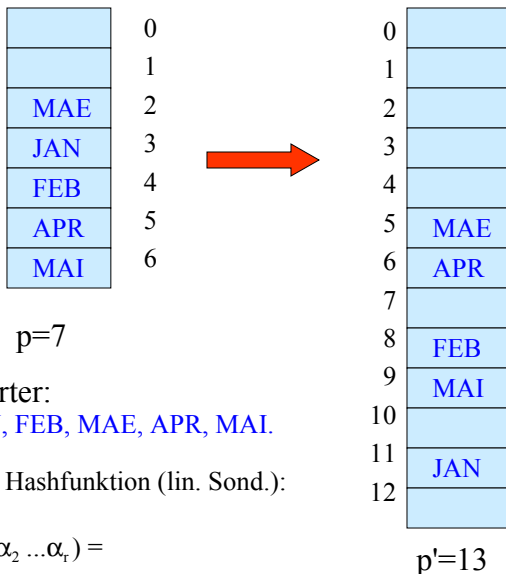 0
1
MAE 2
JAN 3
FEB 4
APR 5
MAI 6
p=7
rter:
, FEB, MAE, APR, MAI.
Hashfunktion (lin. Sond.):
α₂ ...αᵣ) =
0
1
2
3
4
5 MAE
6 APR
7
8 FEB
9 MAI
10
11 JAN
12
p'=13